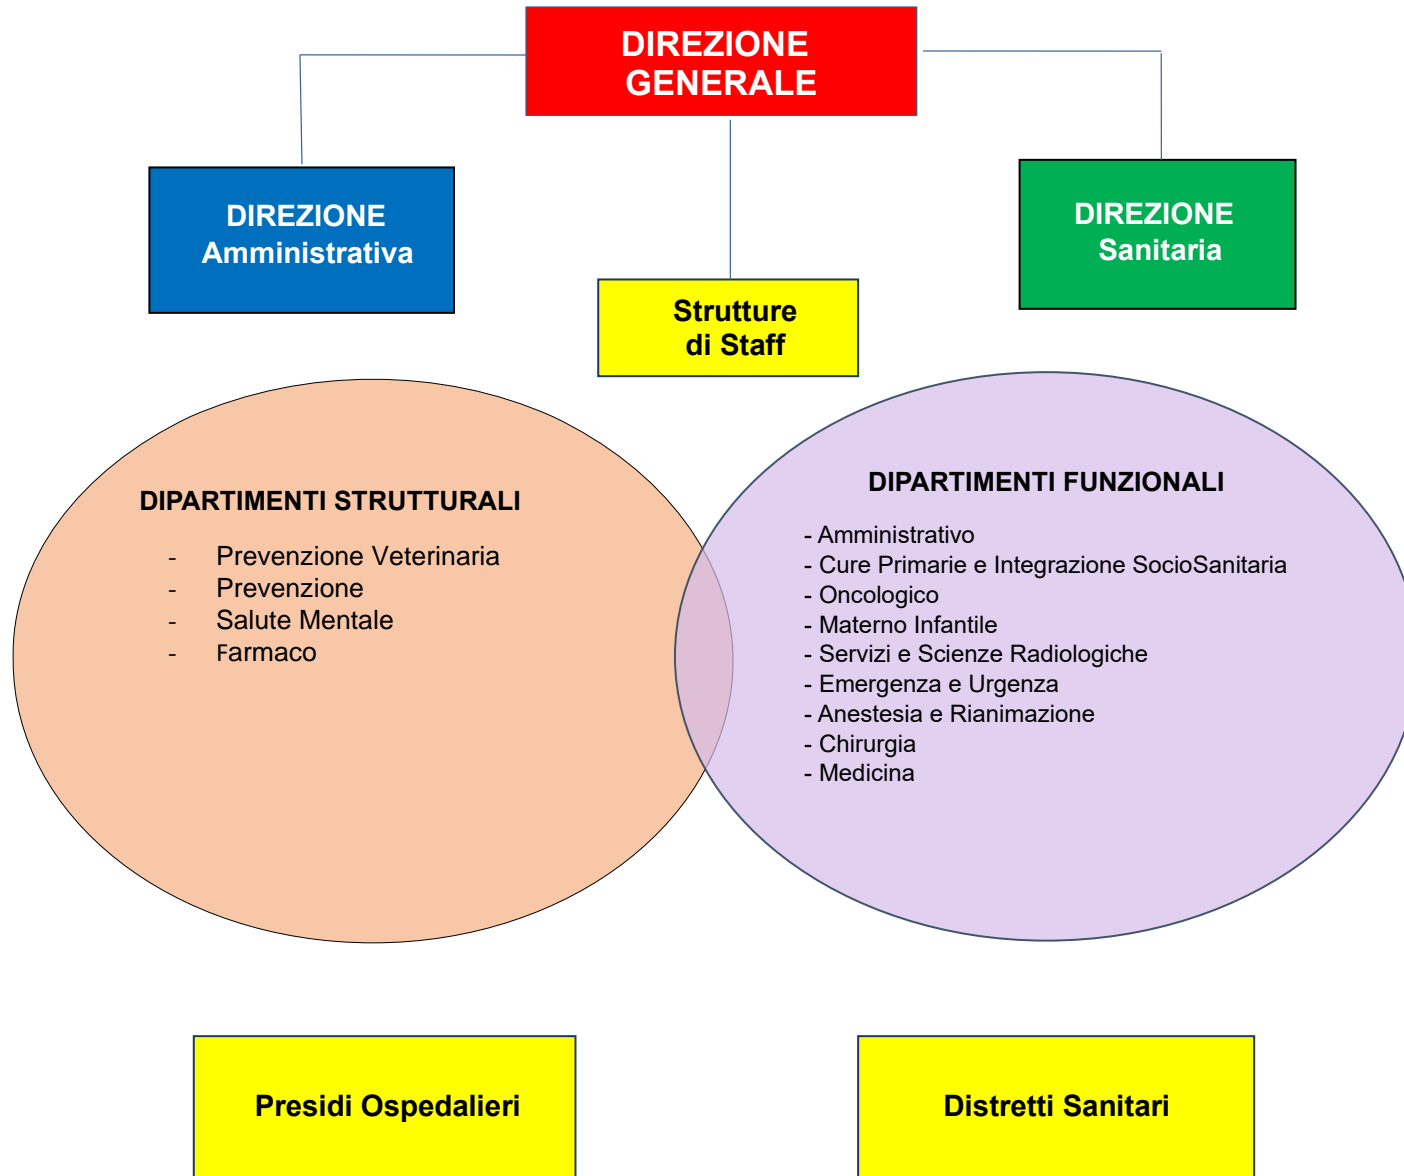 DIREZIONE
GENERALE
DIREZIONE
Amministrativa
DIREZIONE
Sanitaria
Strutture
di Staff
DIPARTIMENTI STRUTTURALI
- Prevenzione Veterinaria
- Prevenzione
- Salute Mentale
- Farmaco
DIPARTIMENTI FUNZIONALI
- Amministrativo
- Cure Primarie e Integrazione SocioSanitaria
- Oncologico
- Materno Infantile
- Servizi e Scienze Radiologiche
- Emergenza e Urgenza
- Anestesia e Rianimazione
- Chirurgia
- Medicina
Presidi Ospedalieri
Distretti Sanitari